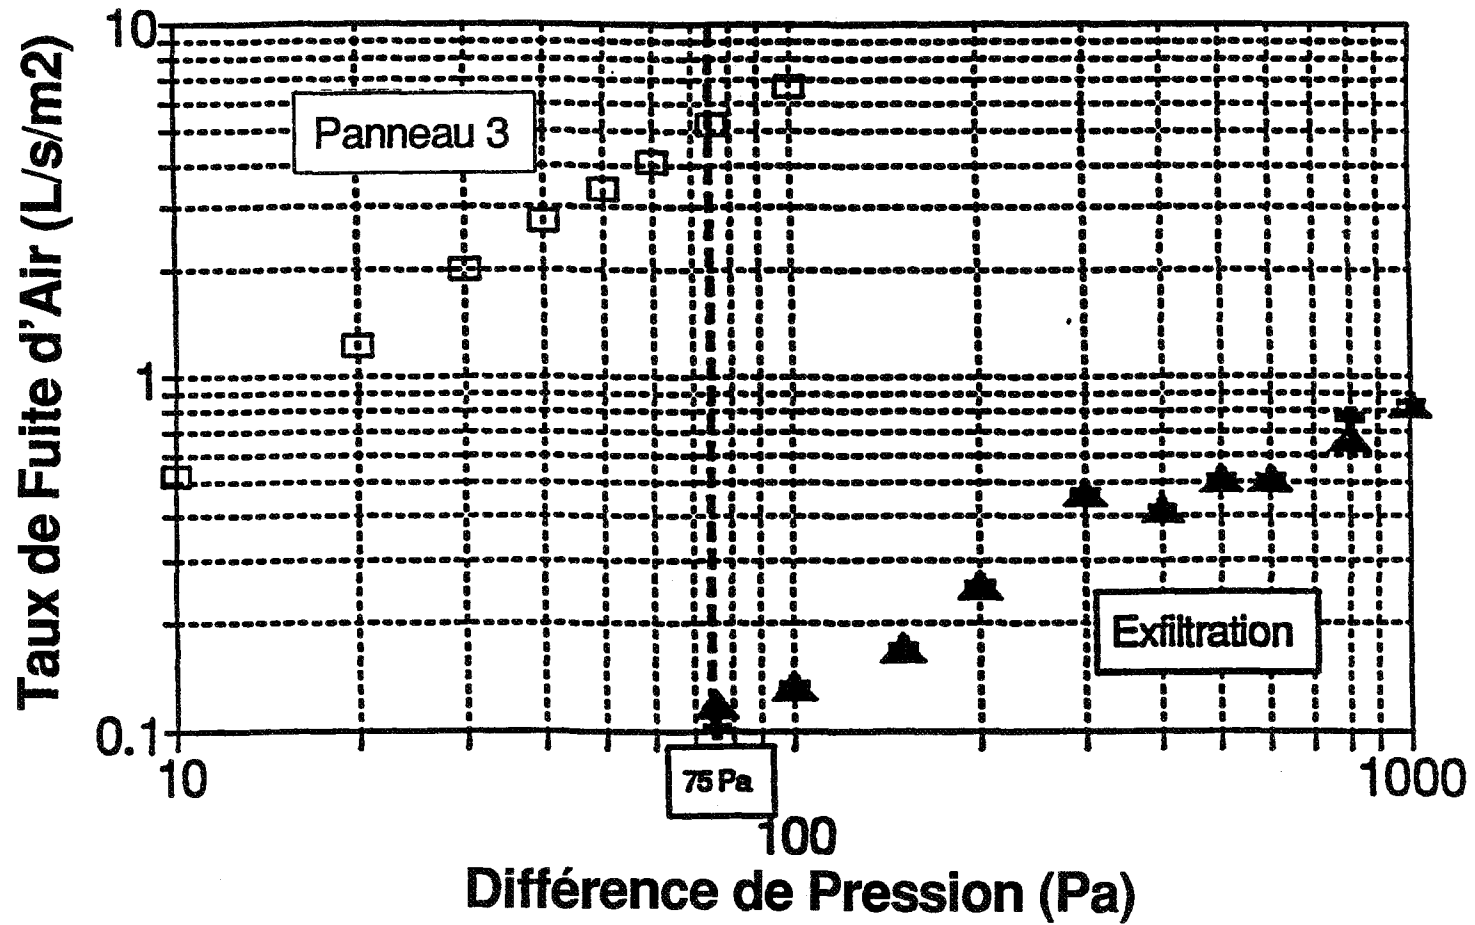 Taux de Fuite d'Air (L/s/m2)
10
1
0.1
Panneau 3
Exfiltration
75 Pa
10
100
1000
Différence de Pression (Pa)